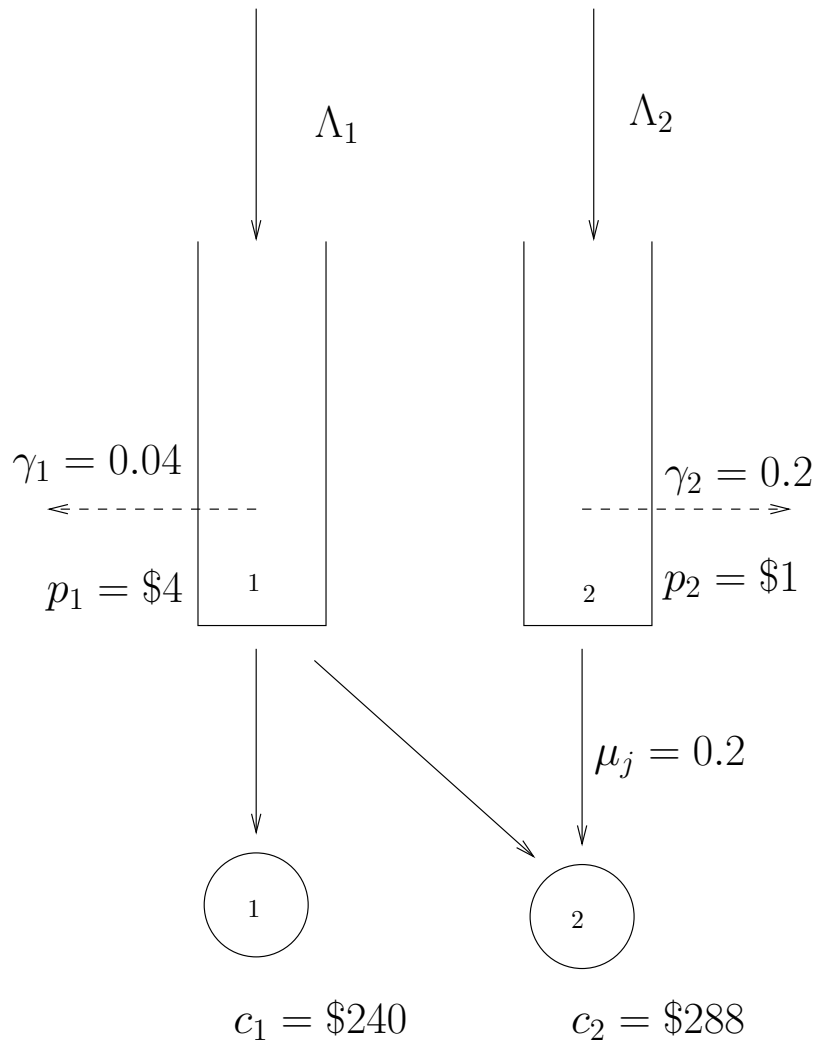 Λ₁ Λ₂
γ₁ = 0.04 γ₂ = 0.2
p₁ = $4 1 2 p₂ = $1
μⱼ = 0.2
1 2
c₁ = $240 c₂ = $288